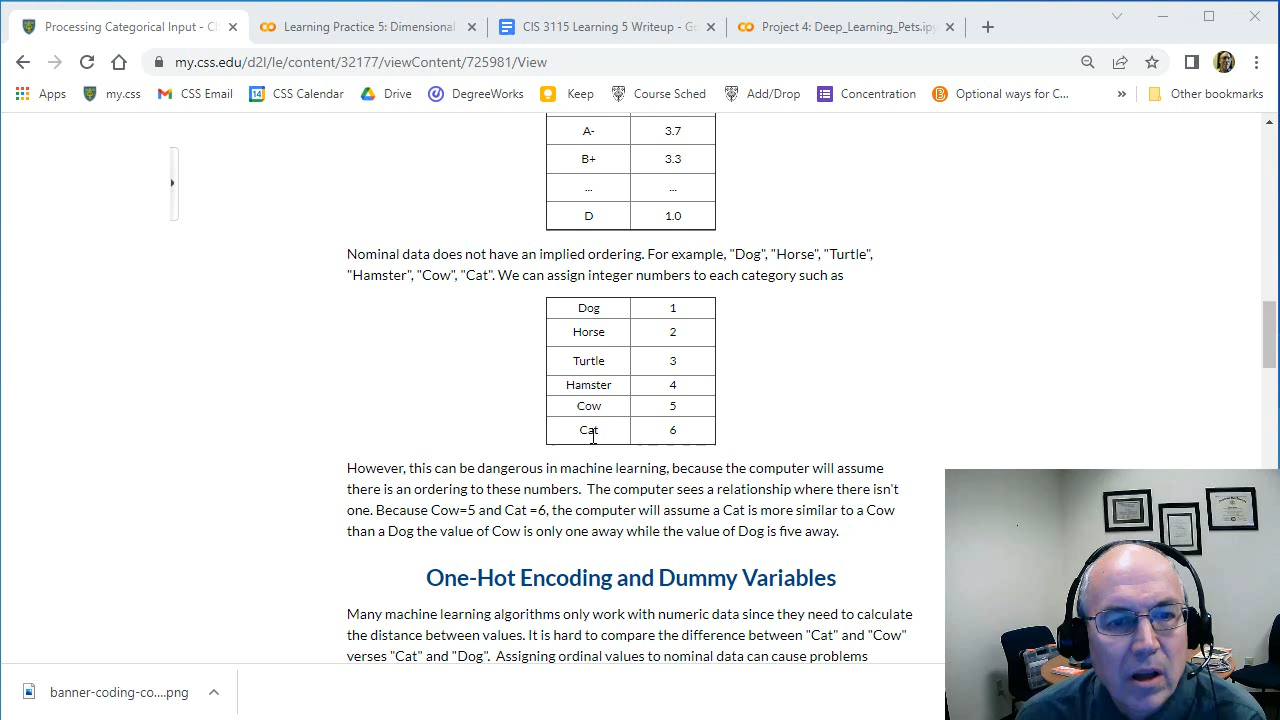 Processing Categorical Input - CI
Learning Practice 5: Dimensional
CIS 3115 Learning 5 Writeup - Go
Project 4: Deep_Learning_Pets.ipy
my.css.edu/d2l/le/content/32177/viewContent/725981/View
Apps
my.css
CSS Email
CSS Calendar
Drive
DegreeWorks
Keep
Course Sched
Add/Drop
Concentration
Optional ways for C...
»
Other bookmarks
A- 3.7
B+ 3.3
... ...
D 1.0
Nominal data does not have an implied ordering. For example, "Dog", "Horse", "Turtle",
"Hamster", "Cow", "Cat". We can assign integer numbers to each category such as
Dog 1
Horse 2
Turtle 3
Hamster 4
Cow 5
Cat 6
However, this can be dangerous in machine learning, because the computer will assume
there is an ordering to these numbers. The computer sees a relationship where there isn't
one. Because Cow=5 and Cat=6, the computer will assume a Cat is more similar to a Cow
than a Dog the value of Cow is only one away while the value of Dog is five away.
One-Hot Encoding and Dummy Variables
Many machine learning algorithms only work with numeric data since they need to calculate
the distance between values. It is hard to compare the difference between "Cat" and "Cow"
verses "Cat" and "Dog". Assigning ordinal values to nominal data can cause problems
banner-coding-co....png